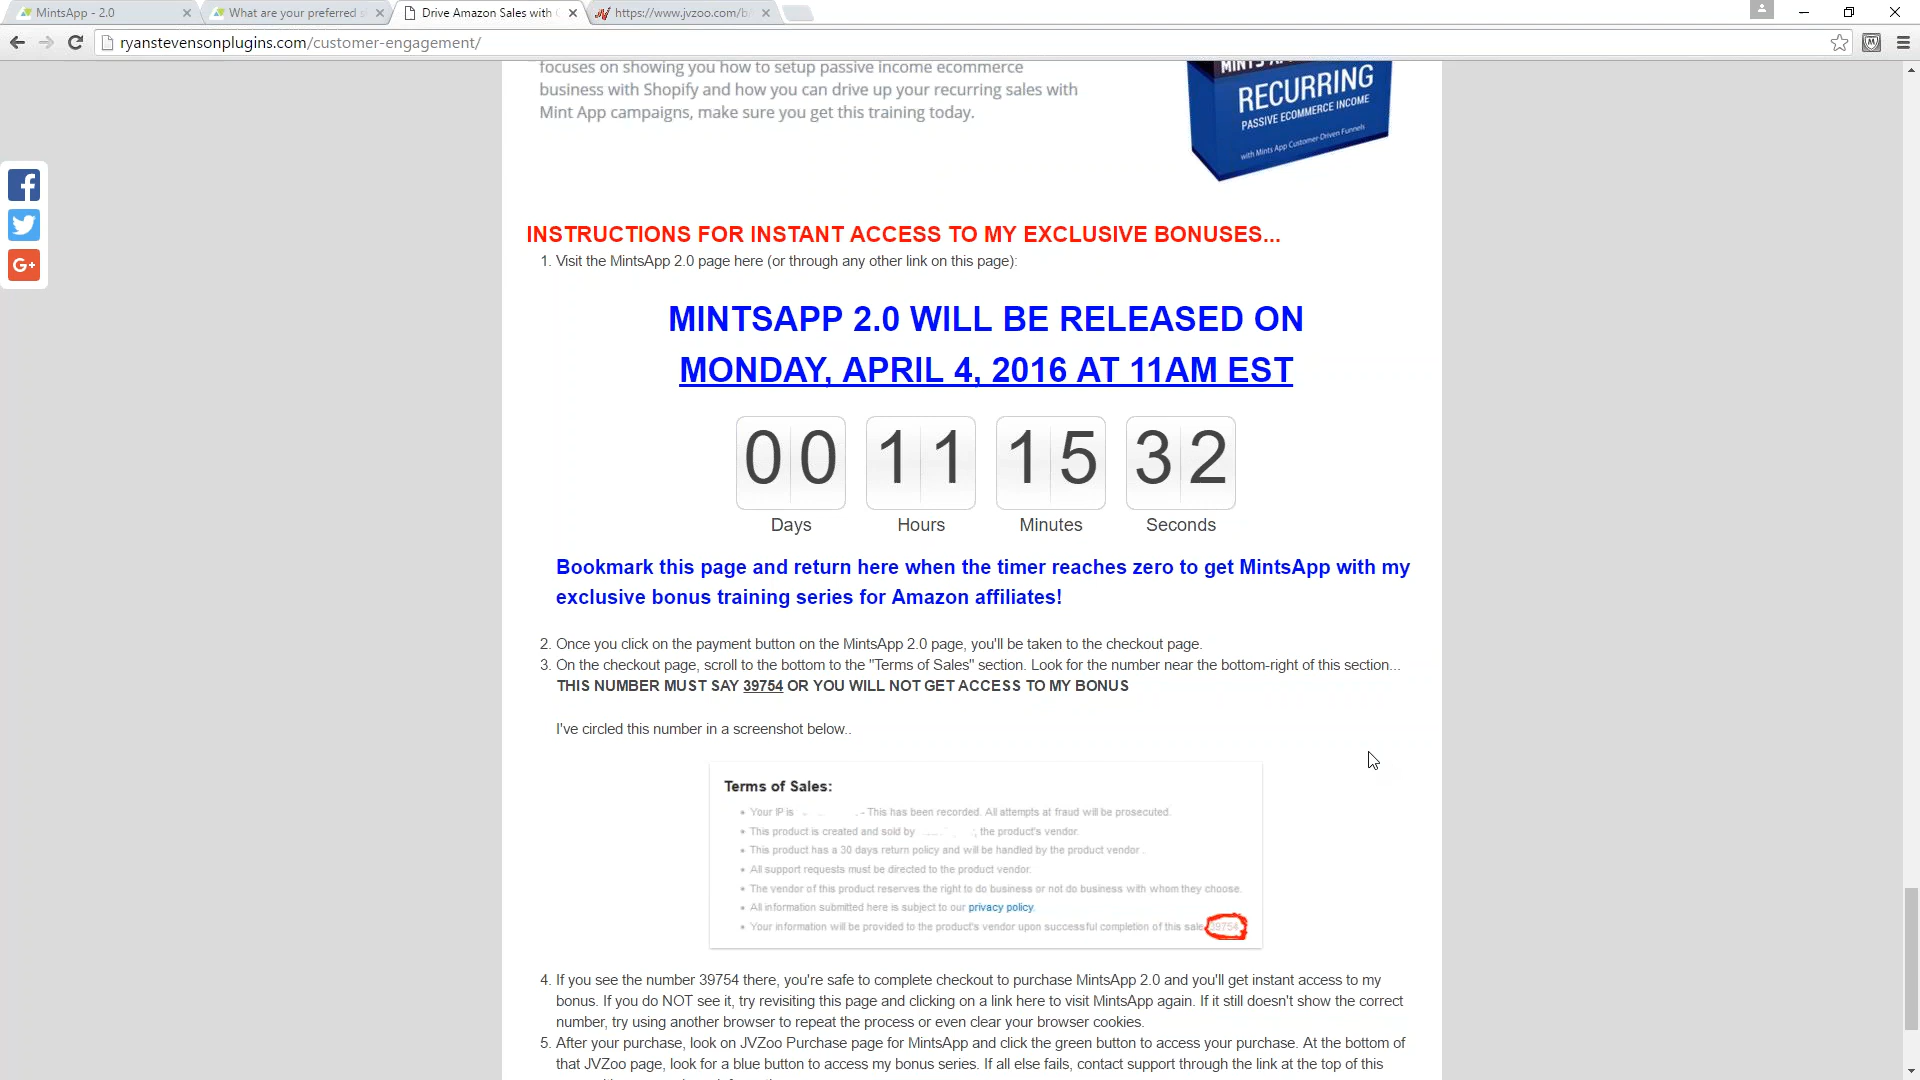 MintsApp - 2.0
What are your preferred s
Drive Amazon Sales with
https://www.jvzoo.com/b
ryanstevensonplugins.com/customer-engagement/
focuses on showing you how to setup passive income ecommerce
business with Shopify and how you can drive up your recurring sales with
Mint App campaigns, make sure you get this training today.
RECURRING
PASSIVE ECOMMERCE INCOME
with Mints App Customer-Driven Funnels
INSTRUCTIONS FOR INSTANT ACCESS TO MY EXCLUSIVE BONUSES...
1. Visit the MintsApp 2.0 page here (or through any other link on this page):
MINTSAPP 2.0 WILL BE RELEASED ON
MONDAY, APRIL 4, 2016 AT 11AM EST
00 11 15 32
Days Hours Minutes Seconds
Bookmark this page and return here when the timer reaches zero to get MintsApp with my
exclusive bonus training series for Amazon affiliates!
2. Once you click on the payment button on the MintsApp 2.0 page, you'll be taken to the checkout page.
3. On the checkout page, scroll to the bottom to the "Terms of Sales" section. Look for the number near the bottom-right of this section...
THIS NUMBER MUST SAY 39754 OR YOU WILL NOT GET ACCESS TO MY BONUS
I've circled this number in a screenshot below..
Terms of Sales:
• Your IP is - This has been recorded. All attempts at fraud will be prosecuted.
• This product is created and sold by , the product's vendor.
• This product has a 30 days return policy and will be handled by the product vendor .
• All support requests must be directed to the product vendor.
• The vendor of this product reserves the right to do business or not do business with whom they choose.
• All information submitted here is subject to our privacy policy.
• Your information will be provided to the product's vendor upon successful completion of this sale 39754
4. If you see the number 39754 there, you're safe to complete checkout to purchase MintsApp 2.0 and you'll get instant access to my
bonus. If you do NOT see it, try revisiting this page and clicking on a link here to visit MintsApp again. If it still doesn't show the correct
number, try using another browser to repeat the process or even clear your browser cookies.
5. After your purchase, look on JVZoo Purchase page for MintsApp and click the green button to access your purchase. At the bottom of
that JVZoo page, look for a blue button to access my bonus series. If all else fails, contact support through the link at the top of this